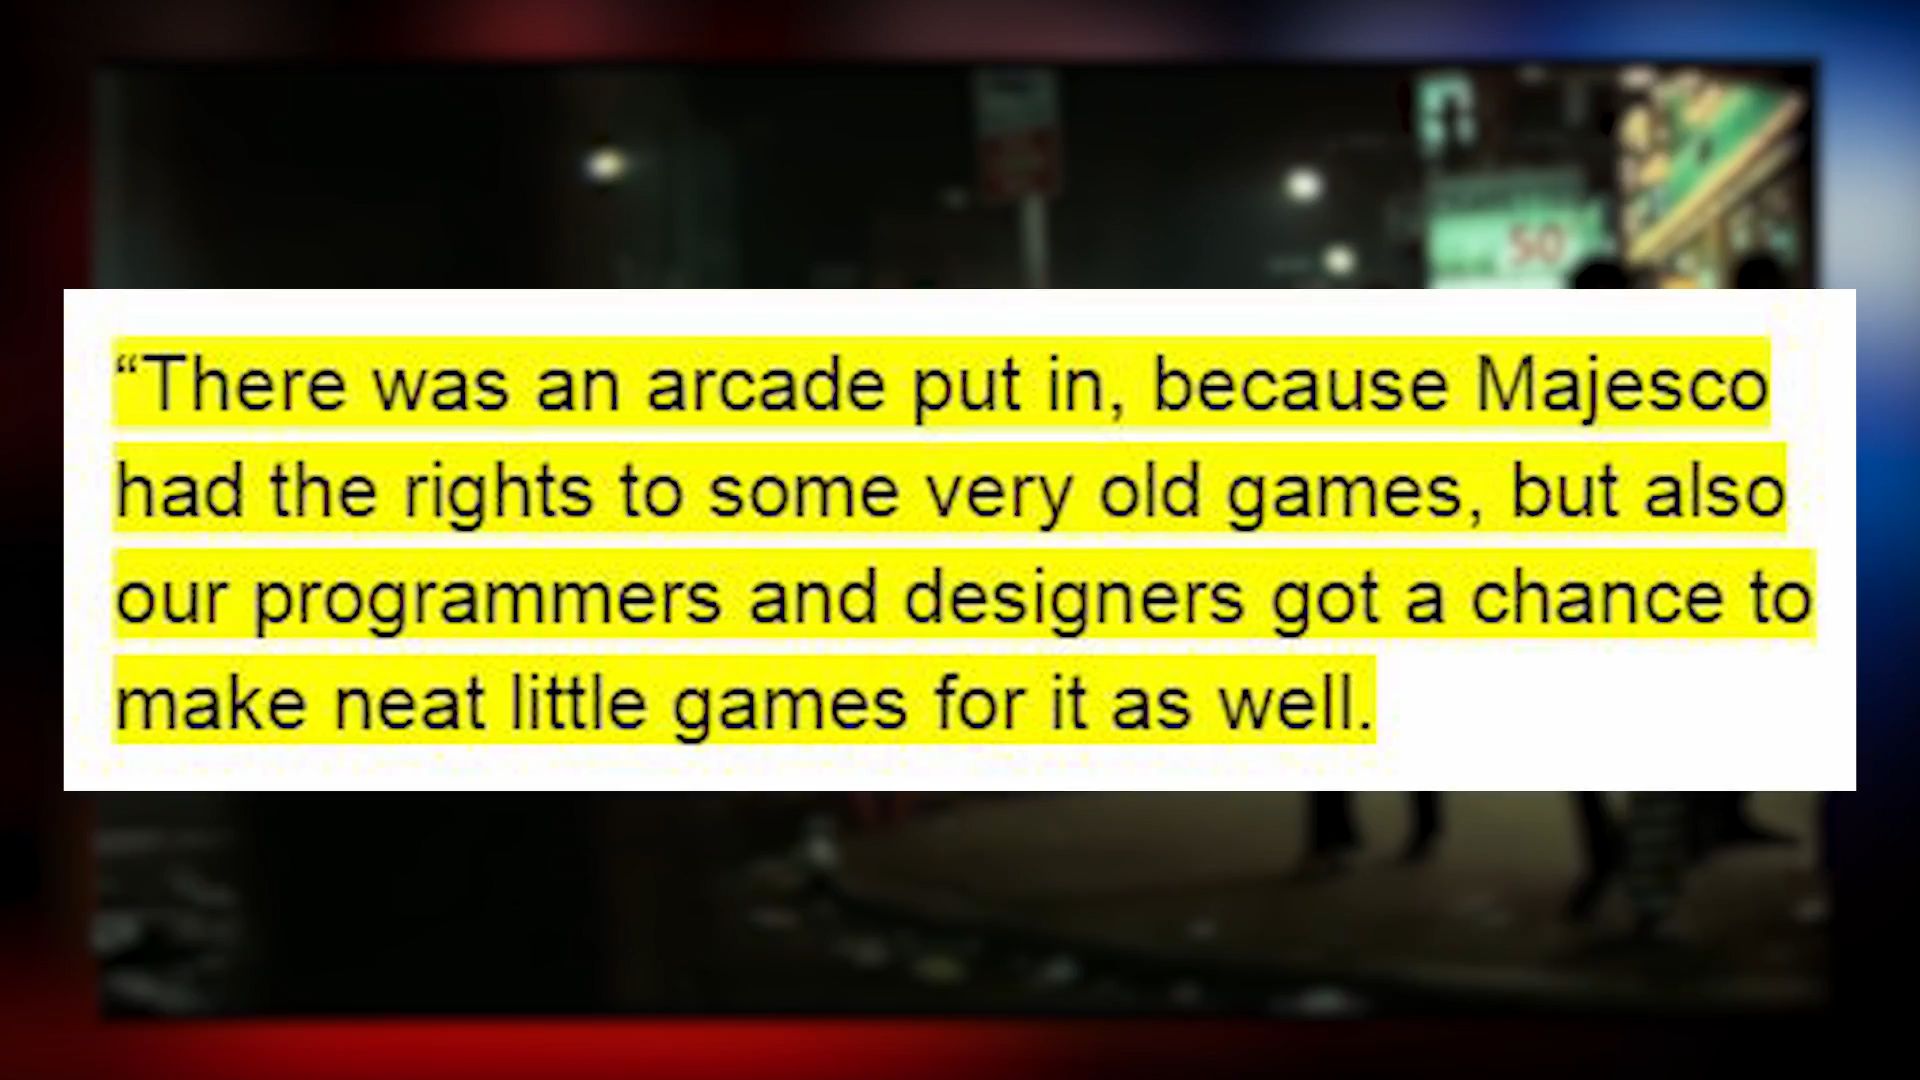 50
“There was an arcade put in, because Majesco
had the rights to some very old games, but also
our programmers and designers got a chance to
make neat little games for it as well.